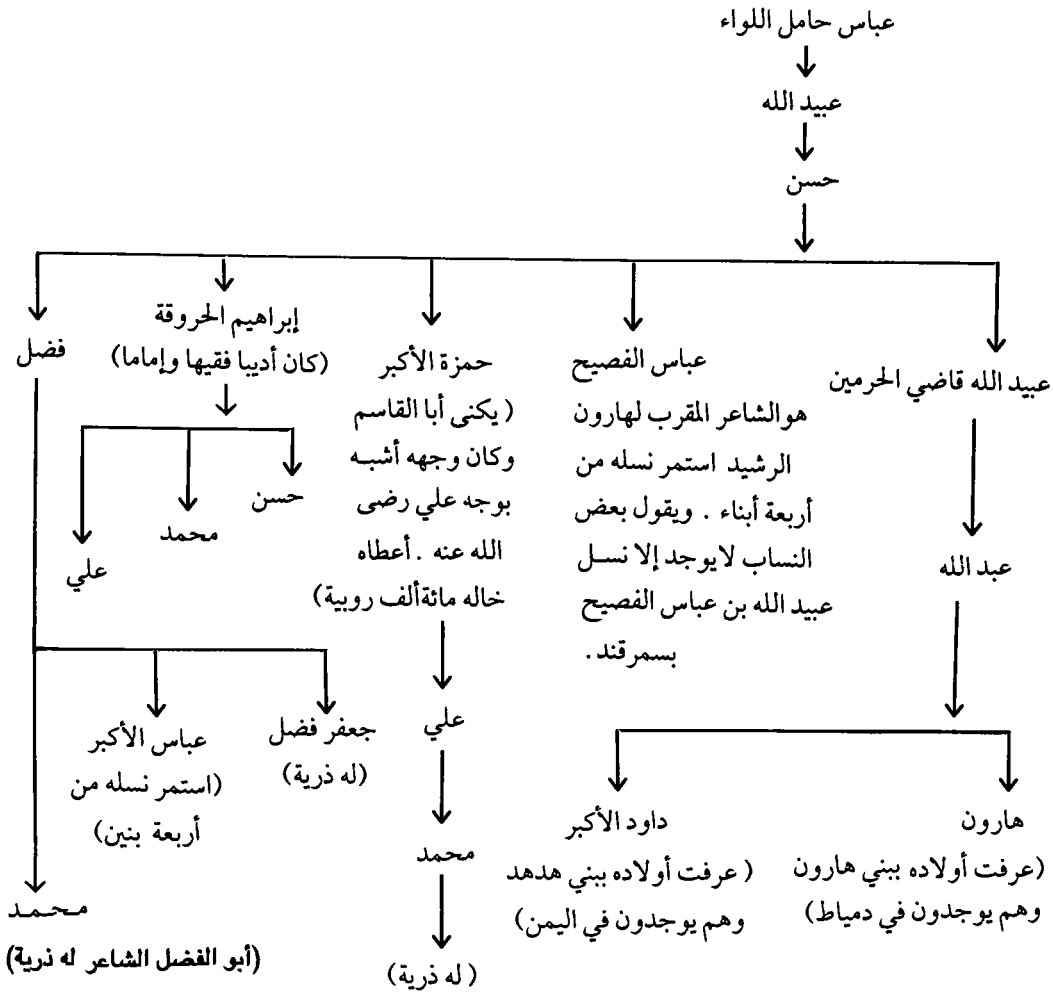 عباس حامل اللواء
عبيد الله
حسن
عبيد الله قاضي الحرمين
عبد الله
هارون
(عرفت أولاده ببني هارون
وهم يوجدون في دمياط)
داود الأكبر
(عرفت أولاده ببني هدهد
وهم يوجدون في اليمن)
عباس الفصيح
هو الشاعر المقرب لهارون
الرشيد استمر نسله من
أربعة أبناء . ويقول بعض
النساب لايوجد إلا نسل
عبيد الله بن عباس الفصيح
بسمرقند .
حمزة الأكبر
(يكنى أبا القاسم
وكان وجهه أشبه
بوجه علي رضى
الله عنه . أعطاه
خاله مائة ألف روبية)
علي
محمد
(له ذرية)
إبراهيم الحروقة
(كان أديبا فقيها وإماما)
حسن
محمد
علي
فضل
جعفر فضل
(له ذرية)
عباس الأكبر
(استمر نسله من
أربعة بنين)
محمد
(أبو الفضل الشاعر له ذرية)